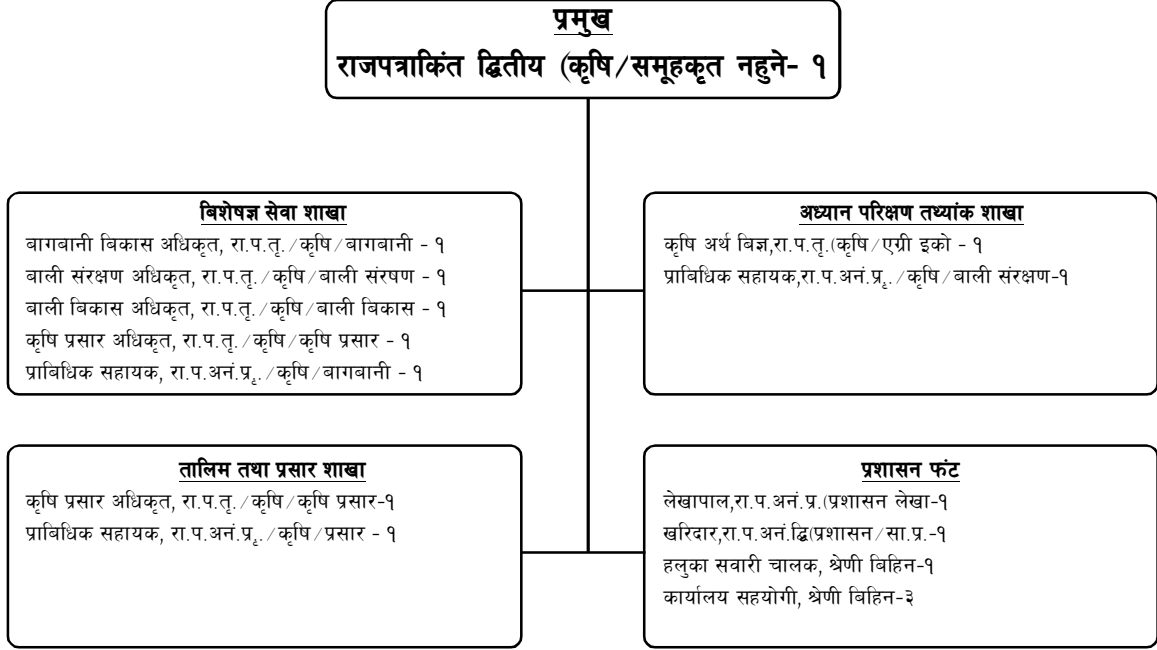 प्रमुख
राजपत्राकिंत द्बितीय (कृषि/समूहकृत नहुने- १
बिशेषज्ञ सेवा शाखा
बागबानी बिकास अधिकृत, रा.प.तृ./कृषि/बागबानी - १
बाली संरक्षण अधिकृत, रा.प.तृ./कृषि/बाली संरषण - १
बाली बिकास अधिकृत, रा.प.तृ./कृषि/बाली बिकास - १
कृषि प्रसार अधिकृत, रा.प.तृ./कृषि/कृषि प्रसार - १
प्राबिधिक सहायक, रा.प.अनं.प्र,./कृषि/बागबानी - १
अध्यान परिक्षण तथ्यांक शाखा
कृषि अर्थ बिज्ञ,रा.प.तृ.(कृषि/एग्री इको - १
प्राबिधिक सहायक,रा.प.अनं.प्र,./कृषि/बाली संरक्षण-१
तालिम तथा प्रसार शाखा
कृषि प्रसार अधिकृत, रा.प.तृ./कृषि/कृषि प्रसार-१
प्राबिधिक सहायक, रा.प.अनं.प्र,./कृषि/प्रसार - १
प्रशासन फंट
लेखापाल,रा.प.अनं.प्र.(प्रशासन लेखा-१
खरिदार,रा.प.अनं.द्बि(प्रशासन/सा.प्र.-१
हलुका सवारी चालक, श्रेणी बिहिन-१
कार्यालय सहयोगी, श्रेणी बिहिन-३